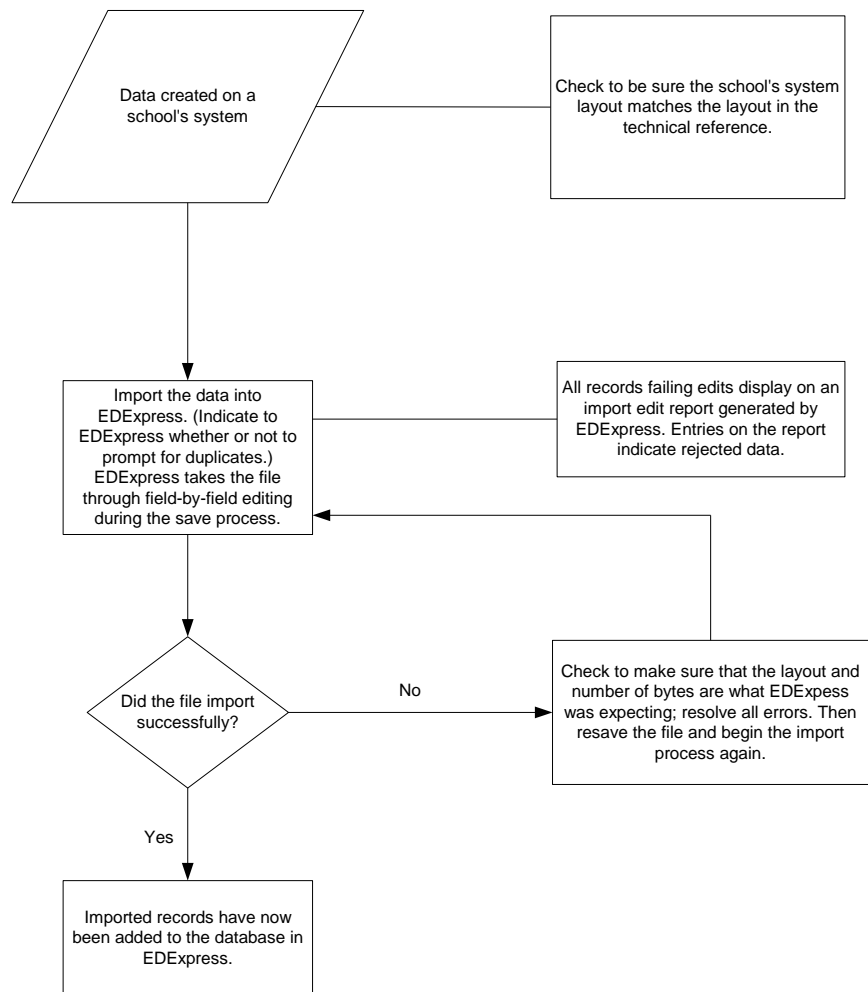 Data created on a
school's system
Check to be sure the school's system
layout matches the layout in the
technical reference.
Import the data into
EDExpress. (Indicate to
EDExpress whether or not to
prompt for duplicates.)
EDExpress takes the file
through field-by-field editing
during the save process.
All records failing edits display on an
import edit report generated by
EDExpress. Entries on the report
indicate rejected data.
Did the file import
successfully?
No
Check to make sure that the layout and
number of bytes are what EDExpess
was expecting; resolve all errors. Then
resave the file and begin the import
process again.
Yes
Imported records have now
been added to the database in
EDExpress.